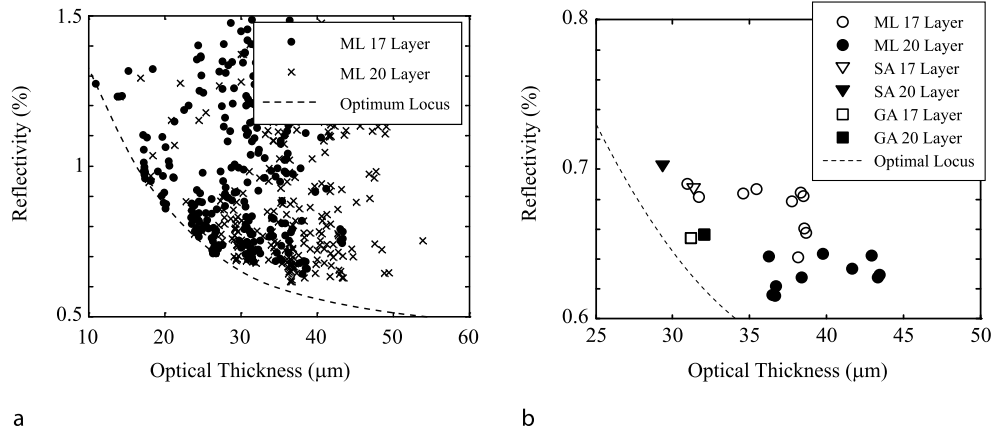 1.5
1
0.5
10
20
30
40
50
60
Reflectivity (%)
Optical Thickness (μm)
ML 17 Layer
ML 20 Layer
Optimum Locus
a
0.8
0.7
0.6
25
30
35
40
45
50
Reflectivity (%)
Optical Thickness (μm)
ML 17 Layer
ML 20 Layer
SA 17 Layer
SA 20 Layer
GA 17 Layer
GA 20 Layer
Optimal Locus
b